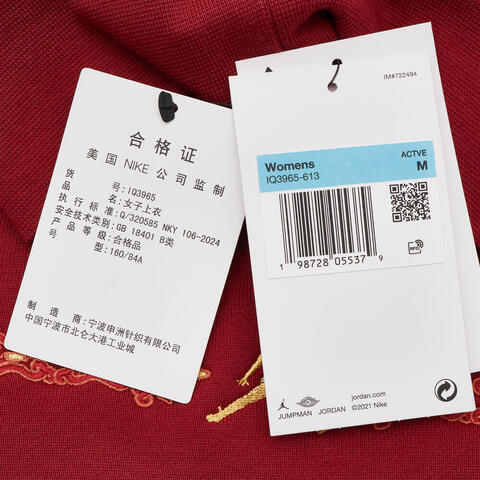 合格证
美国 NIKE 公司监制
货号: IQ3965
品名: 女子上衣
执行标准: Q/320585 NKY 106-2024
安全技术类别: GB 18401 B类
产品等级: 合格品
号型: 160/84A
制造商: 宁波申洲针织有限公司
中国宁波市北仑大港工业城
IM#722494
Womens
ACTVE
IQ3965-613
M
1 98728 05537 9
RFID
JUMPMAN JORDAN
jordan.com
©2021 Nike